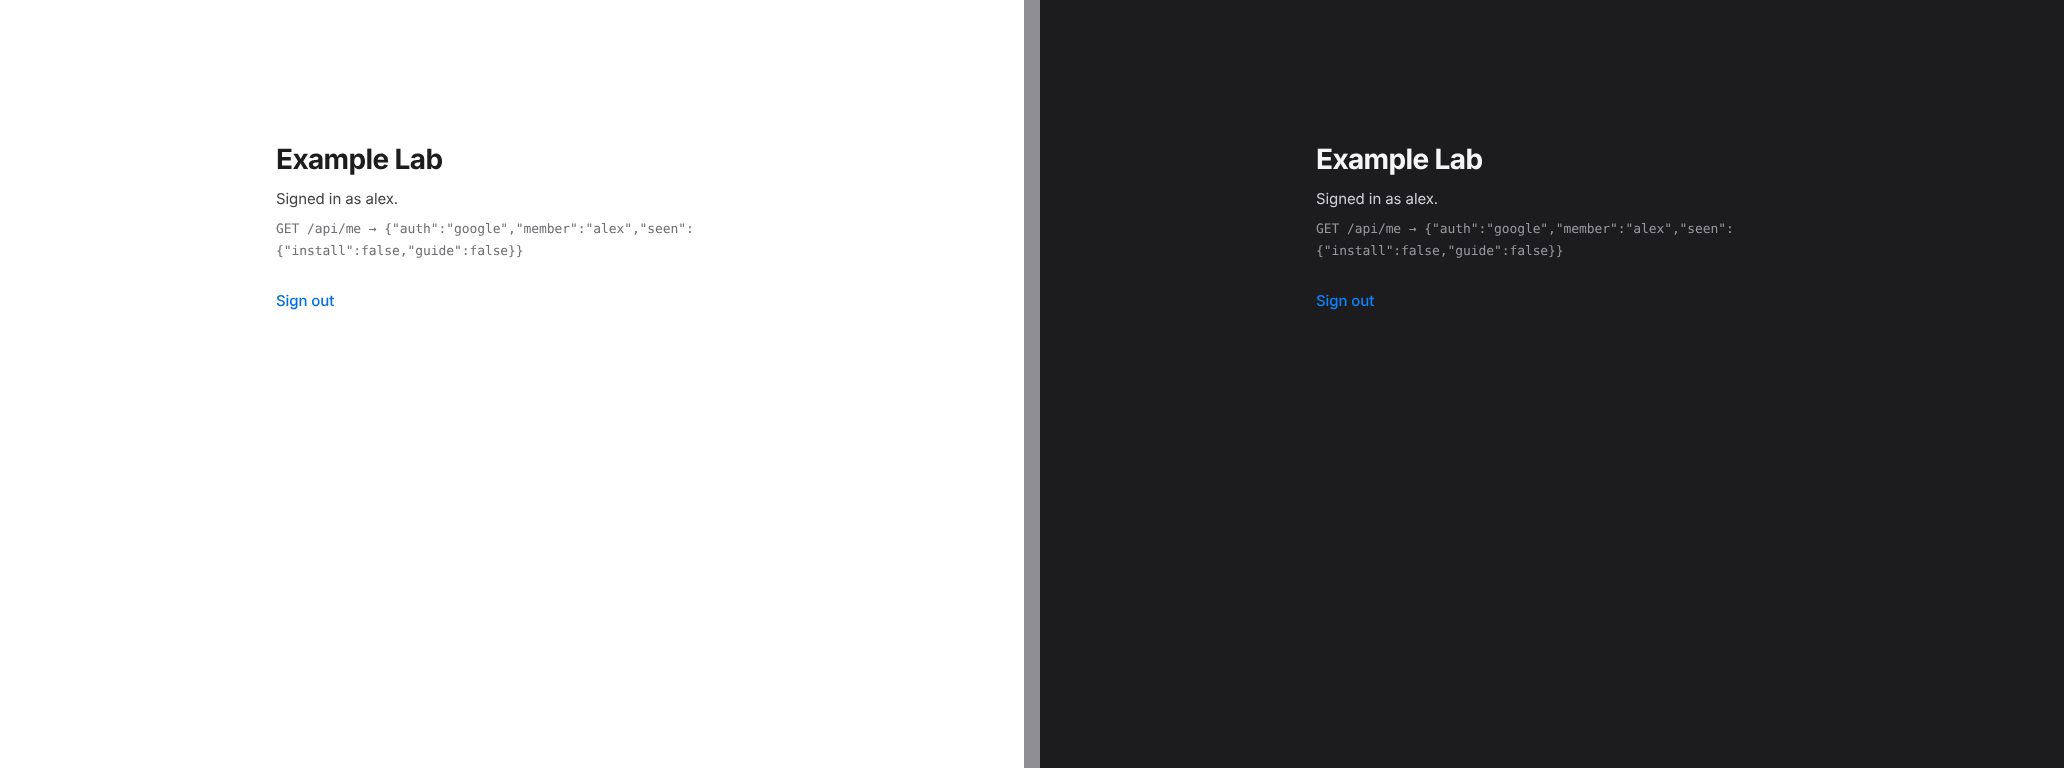 Example Lab
Signed in as alex.
GET /api/me → {"auth":"google","member":"alex","seen":
{"install":false,"guide":false}}
Sign out
Example Lab
Signed in as alex.
GET /api/me → {"auth":"google","member":"alex","seen":
{"install":false,"guide":false}}
Sign out